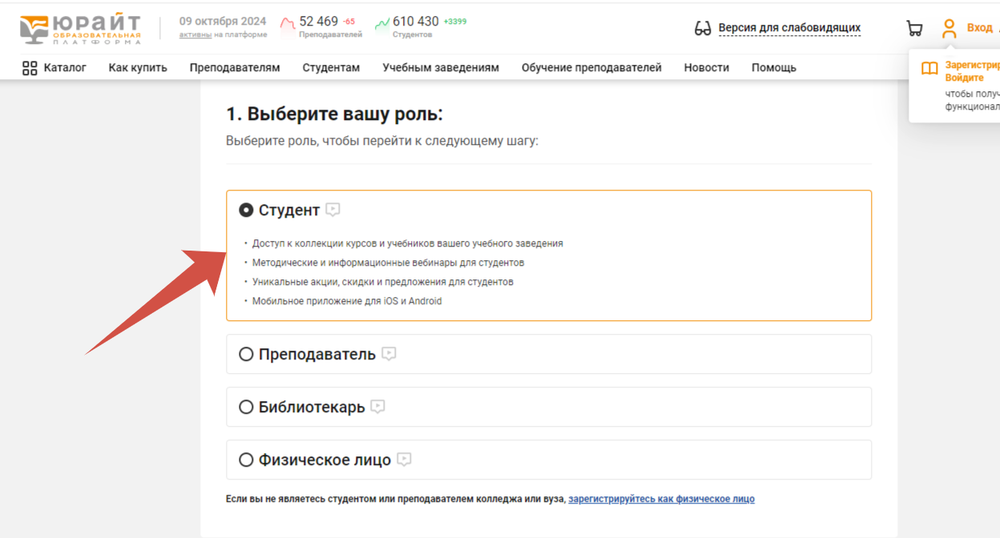 ЮРАЙТ
ОБРАЗОВАТЕЛЬНАЯ
ПЛАТФОРМА
09 октября 2024
активны на платформе
52 469 -65
Преподавателей
610 430 +3399
Студентов
Версия для слабовидящих
Вход
Каталог
Как купить
Преподавателям
Студентам
Учебным заведениям
Обучение преподавателей
Новости
Помощь
Зарегистрир
Войдите
чтобы получ
функционал
1. Выберите вашу роль:
Выберите роль, чтобы перейти к следующему шагу:
Студент
• Доступ к коллекции курсов и учебников вашего учебного заведения
• Методические и информационные вебинары для студентов
• Уникальные акции, скидки и предложения для студентов
• Мобильное приложение для iOS и Android
Преподаватель
Библиотекарь
Физическое лицо
Если вы не являетесь студентом или преподавателем колледжа или вуза, зарегистрируйтесь как физическое лицо